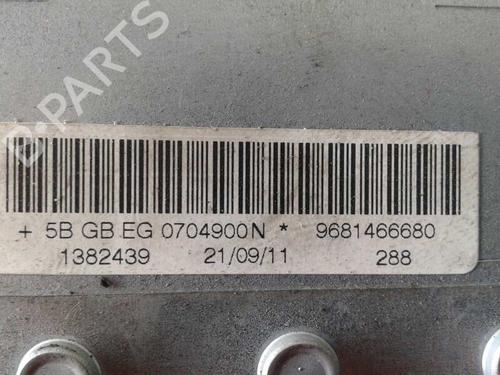 B-PARTS
+ 5B GB EG 0704900N * 9681466680
1382439 21/09/11 288